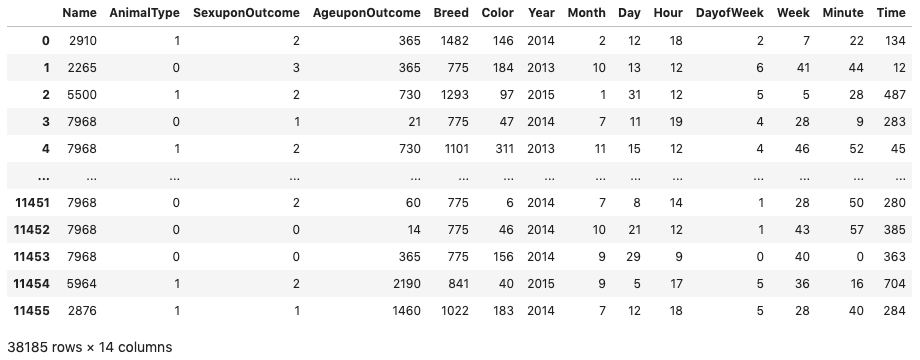 Name AnimalType SexuponOutcome AgeuponOutcome Breed Color Year Month Day Hour DayofWeek Week Minute Time
0 2910 1 2 365 1482 146 2014 2 12 18 2 7 22 134
1 2265 0 3 365 775 184 2013 10 13 12 6 41 44 12
2 5500 1 2 730 1293 97 2015 1 31 12 5 5 28 487
3 7968 0 1 21 775 47 2014 7 11 19 4 28 9 283
4 7968 1 2 730 1101 311 2013 11 15 12 4 46 52 45
... ... ... ... ... ... ... ... ... ... ... ... ... ... ...
11451 7968 0 2 60 775 6 2014 7 8 14 1 28 50 280
11452 7968 0 0 14 775 46 2014 10 21 12 1 43 57 385
11453 7968 0 0 365 775 156 2014 9 29 9 0 40 0 363
11454 5964 1 2 2190 841 40 2015 9 5 17 5 36 16 704
11455 2876 1 1 1460 1022 183 2014 7 12 18 5 28 40 284
38185 rows × 14 columns